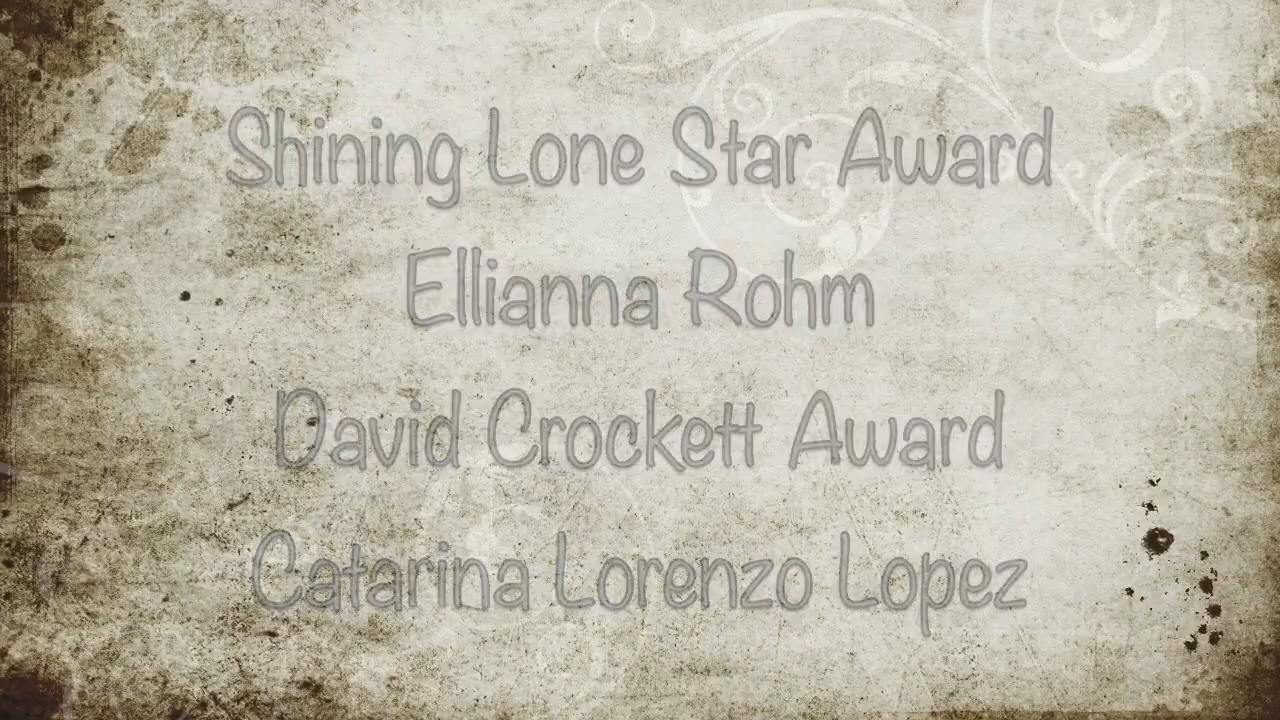 Shining Lone Star Award
Ellianna Rohm
David Crockett Award
Catarina Lorenzo Lopez